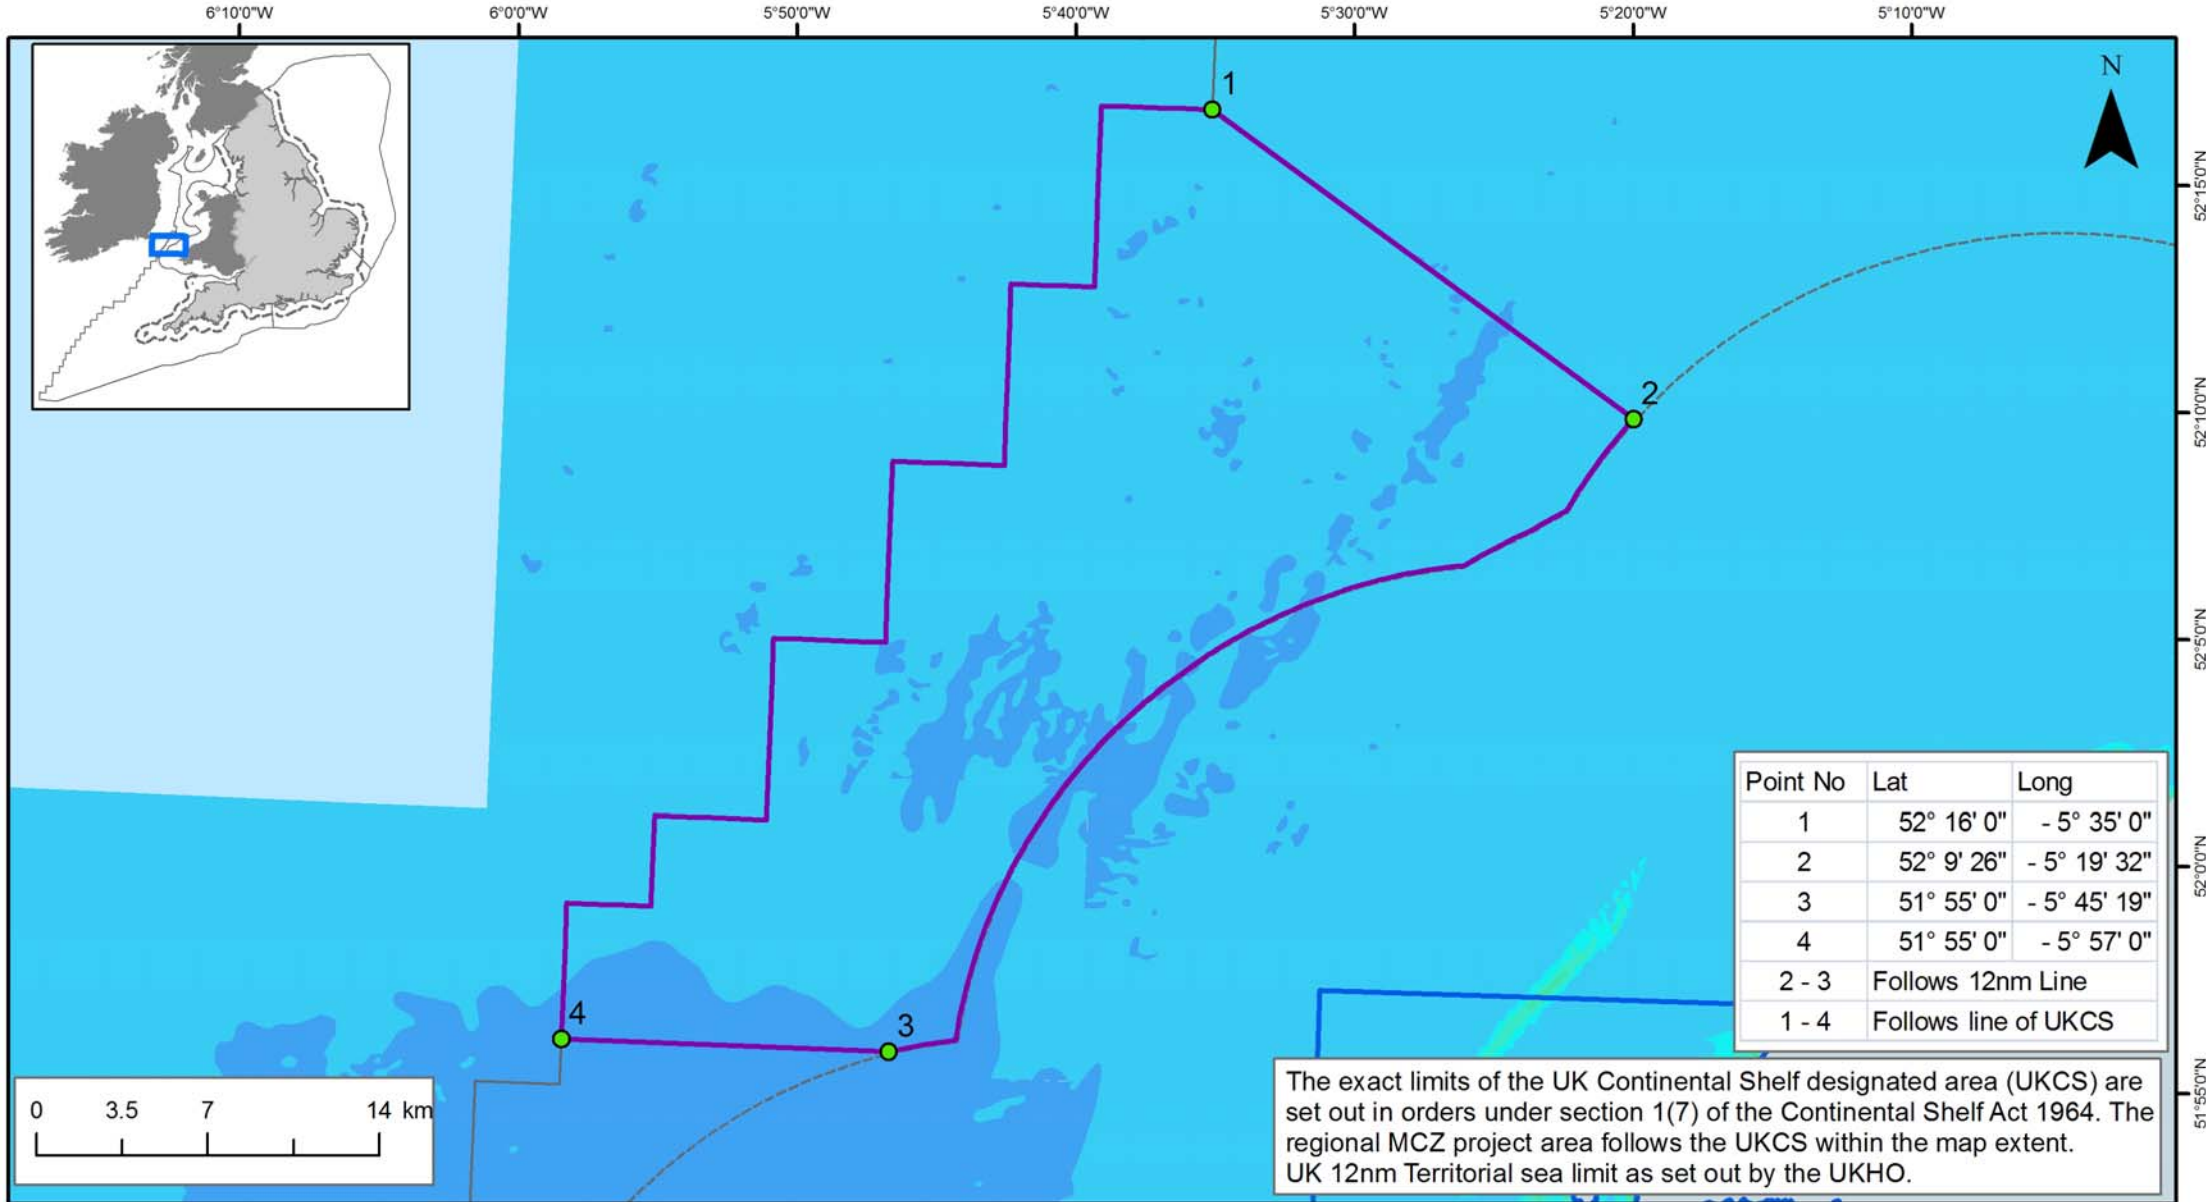 6°10'0"W 6°0'0"W 5°50'0"W 5°40'0"W 5°30'0"W 5°20'0"W 5°10'0"W
N
1
52°15'0"N
2
52°10'0"N
52°5'0"N
52°0'0"N
4
3
51°55'0"N
Point No Lat Long
1 52° 16' 0" - 5° 35' 0"
2 52° 9' 26" - 5° 19' 32"
3 51° 55' 0" - 5° 45' 19"
4 51° 55' 0" - 5° 57' 0"
2 - 3 Follows 12nm Line
1 - 4 Follows line of UKCS
0 3.5 7 14 km
The exact limits of the UK Continental Shelf designated area (UKCS) are
set out in orders under section 1(7) of the Continental Shelf Act 1964. The
regional MCZ project area follows the UKCS within the map extent.
UK 12nm Territorial sea limit as set out by the UKHO.